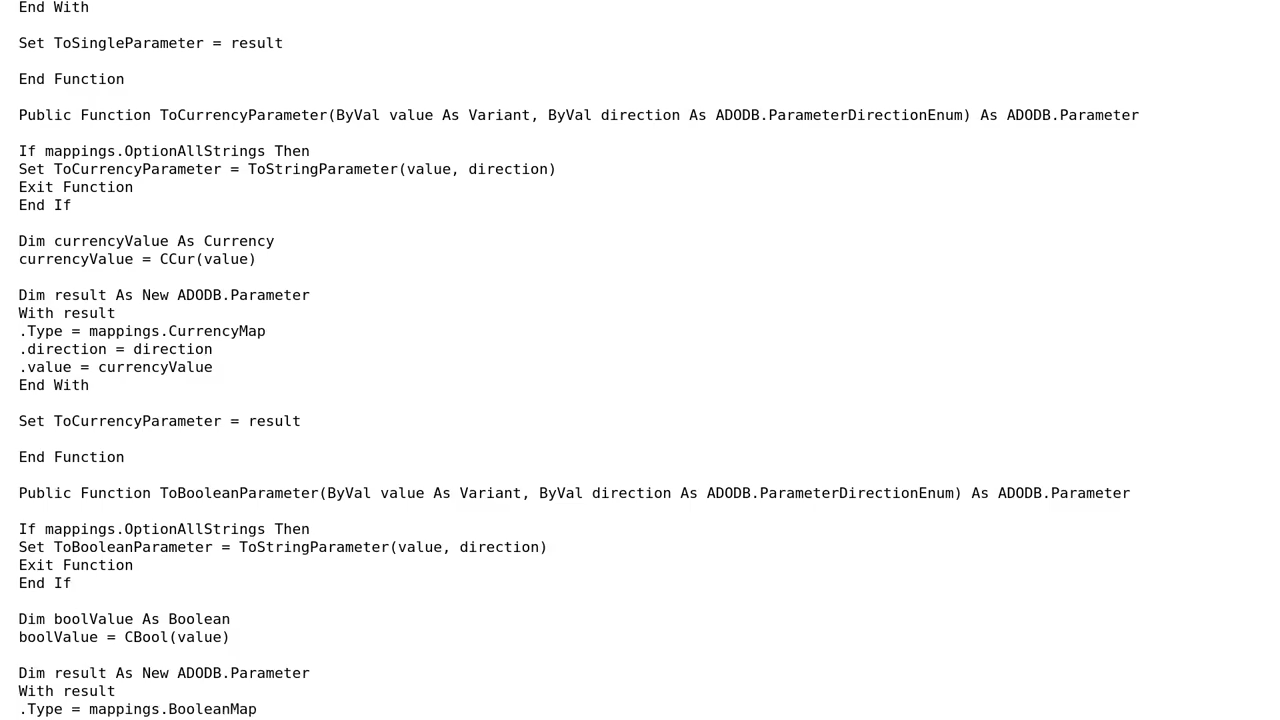 End With
Set ToSingleParameter = result
End Function
Public Function ToCurrencyParameter(ByVal value As Variant, ByVal direction As ADODB.ParameterDirectionEnum) As ADODB.Parameter
If mappings.OptionAllStrings Then
Set ToCurrencyParameter = ToStringParameter(value, direction)
Exit Function
End If
Dim currencyValue As Currency
currencyValue = CCur(value)
Dim result As New ADODB.Parameter
With result
.Type = mappings.CurrencyMap
.direction = direction
.value = currencyValue
End With
Set ToCurrencyParameter = result
End Function
Public Function ToBooleanParameter(ByVal value As Variant, ByVal direction As ADODB.ParameterDirectionEnum) As ADODB.Parameter
If mappings.OptionAllStrings Then
Set ToBooleanParameter = ToStringParameter(value, direction)
Exit Function
End If
Dim boolValue As Boolean
boolValue = CBool(value)
Dim result As New ADODB.Parameter
With result
.Type = mappings.BooleanMap